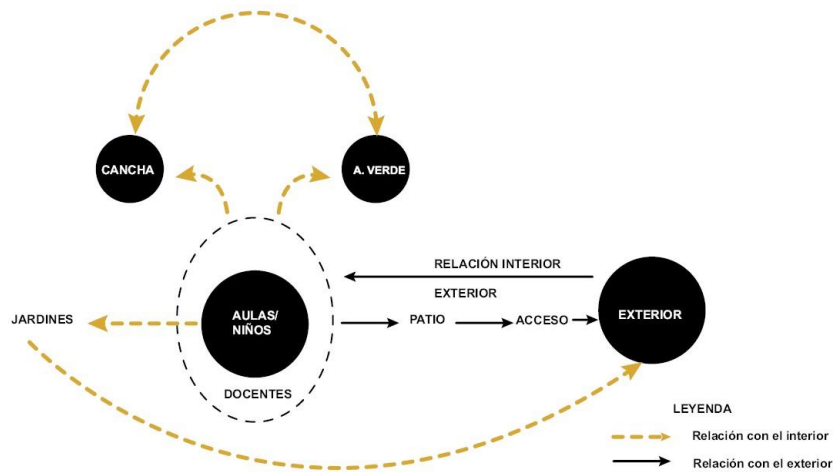 CANCHA
A. VERDE
RELACIÓN INTERIOR
EXTERIOR
JARDINES
AULAS/
NIÑOS
PATIO
ACCESO
EXTERIOR
DOCENTES
LEYENDA
Relación con el interior
Relación con el exterior